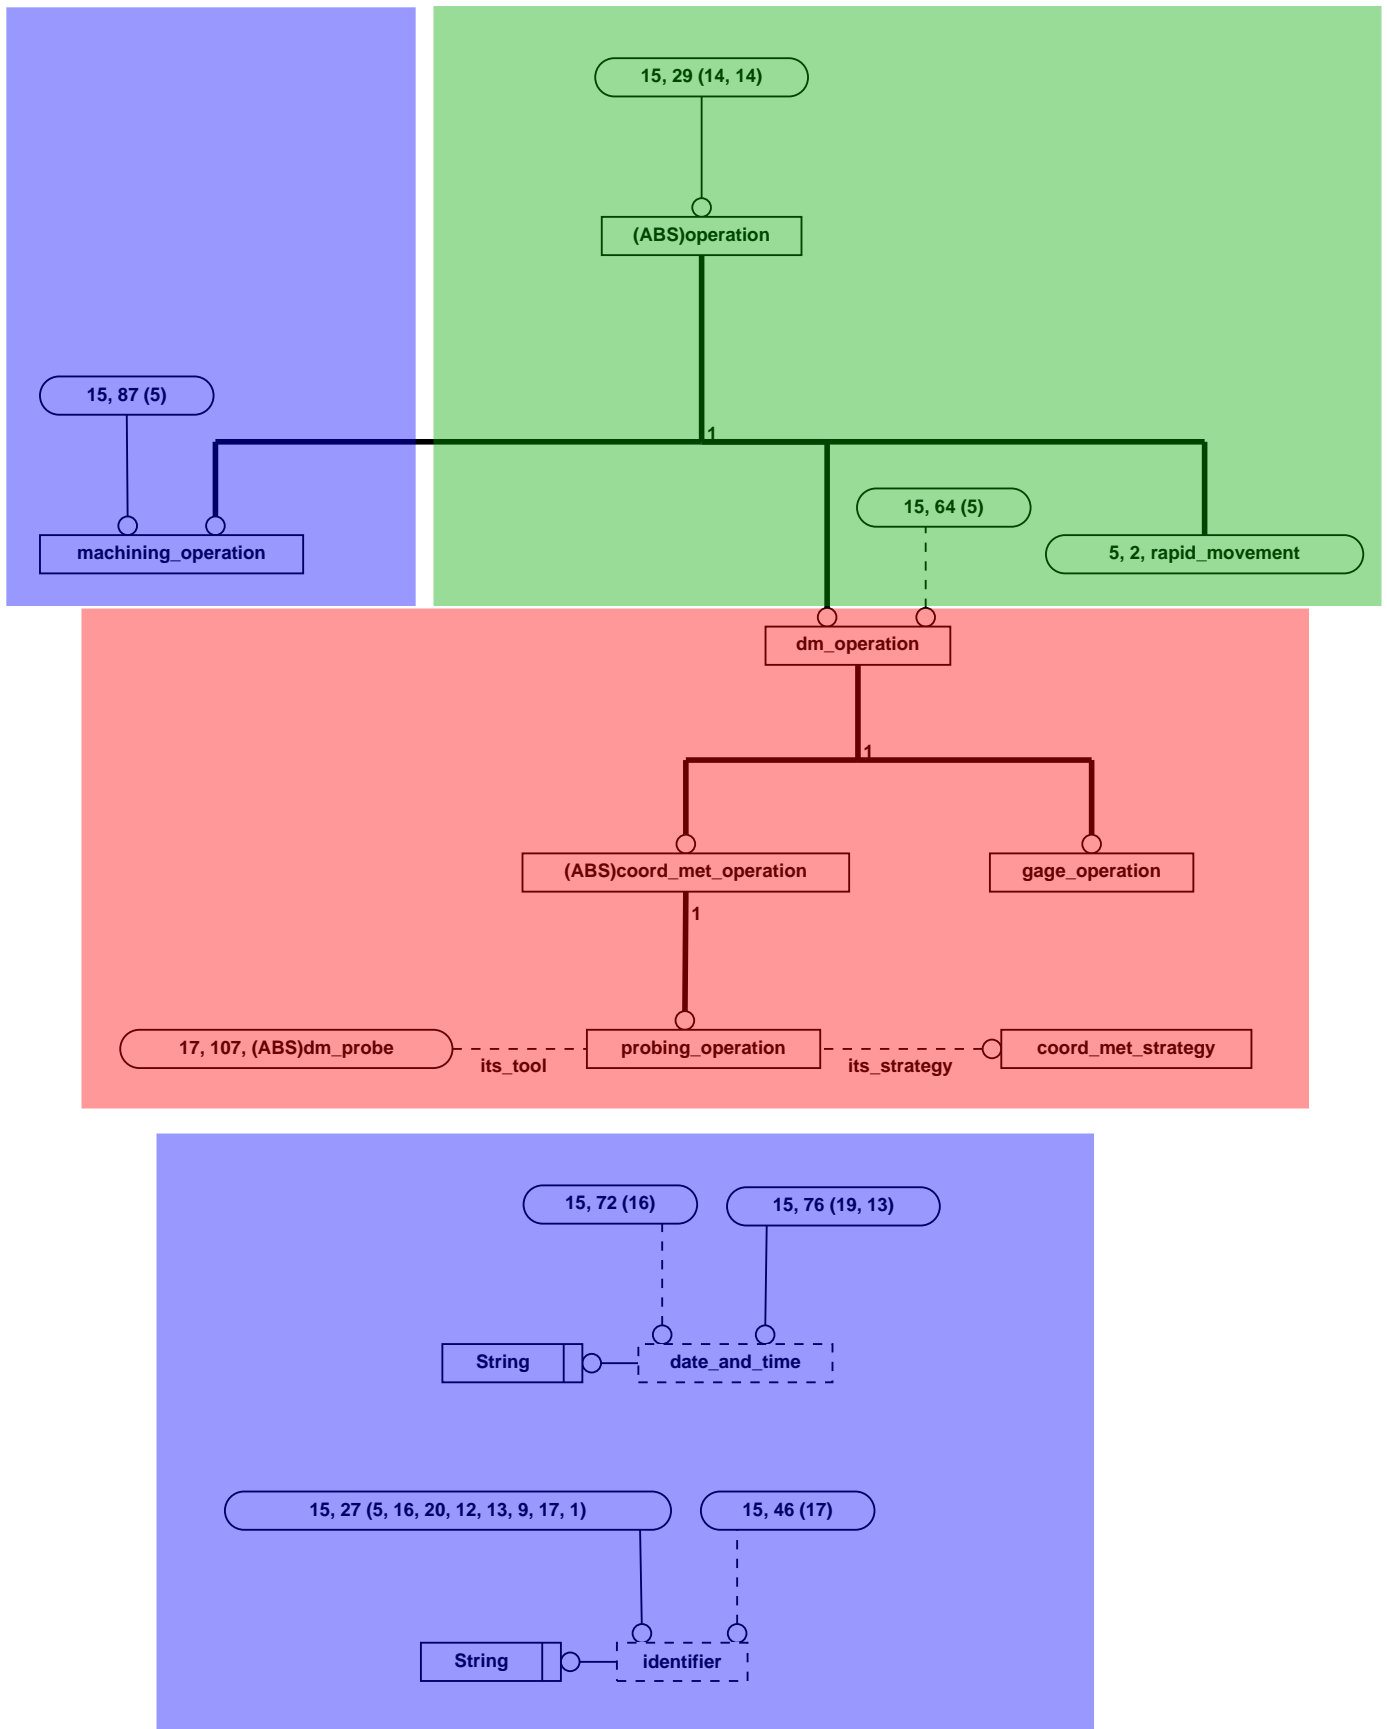 15, 29 (14, 14)
(ABS)operation
15, 87 (5)
1
15, 64 (5)
machining_operation
5, 2, rapid_movement
dm_operation
1
(ABS)coord_met_operation
gage_operation
1
17, 107, (ABS)dm_probe
its_tool
probing_operation
its_strategy
coord_met_strategy
15, 72 (16)
15, 76 (19, 13)
String
date_and_time
15, 27 (5, 16, 20, 12, 13, 9, 17, 1)
15, 46 (17)
String
identifier